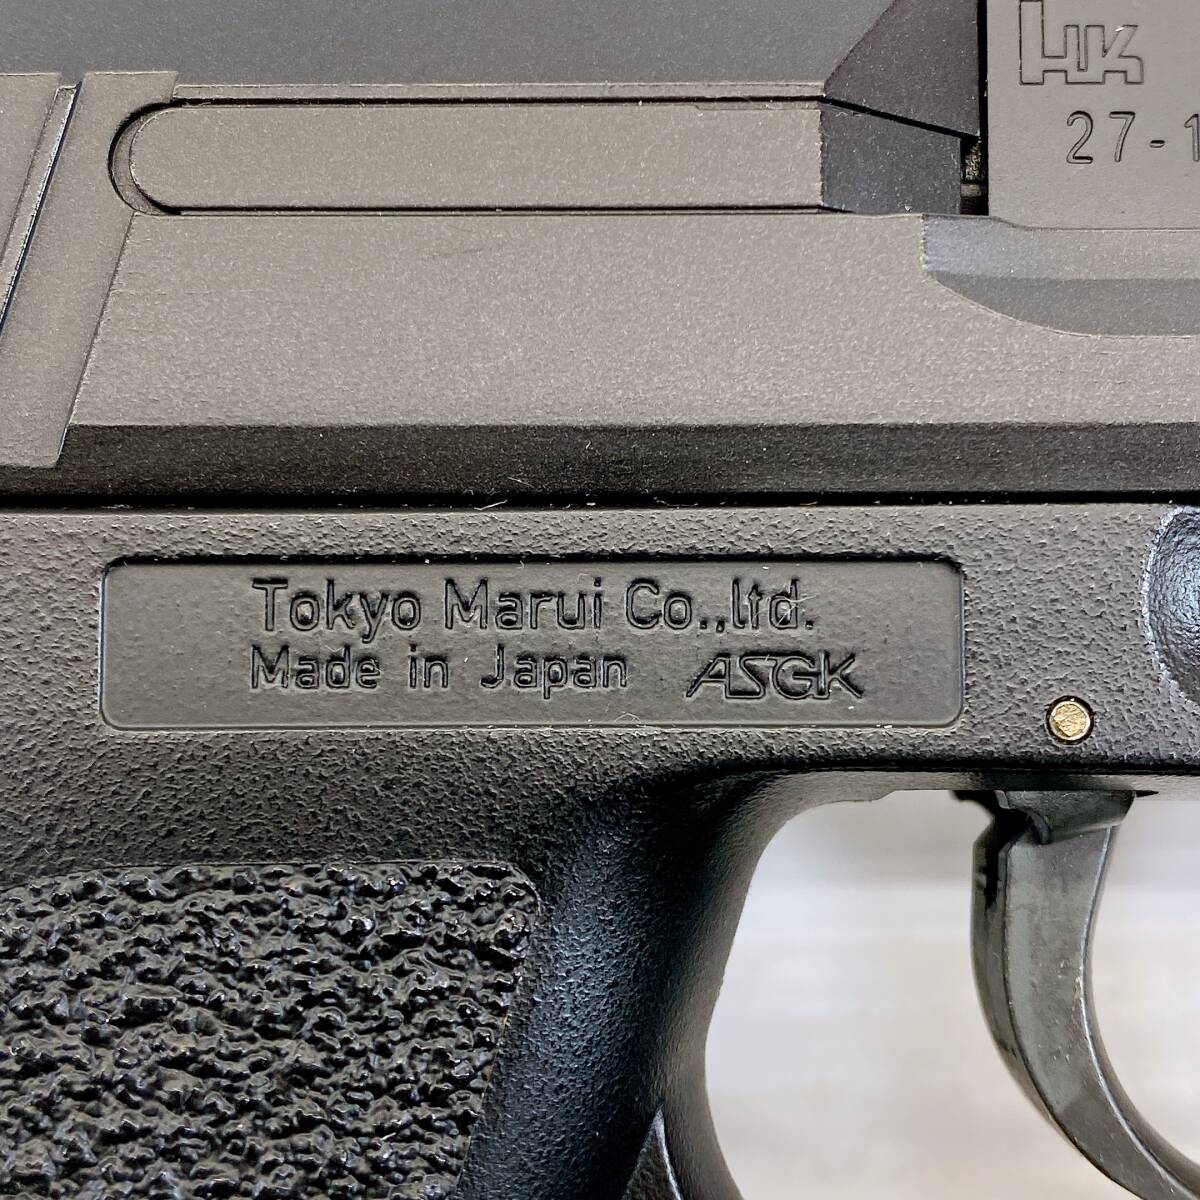 HK
27-1
Tokyo Marui Co.,ltd.
Made in Japan ASGK